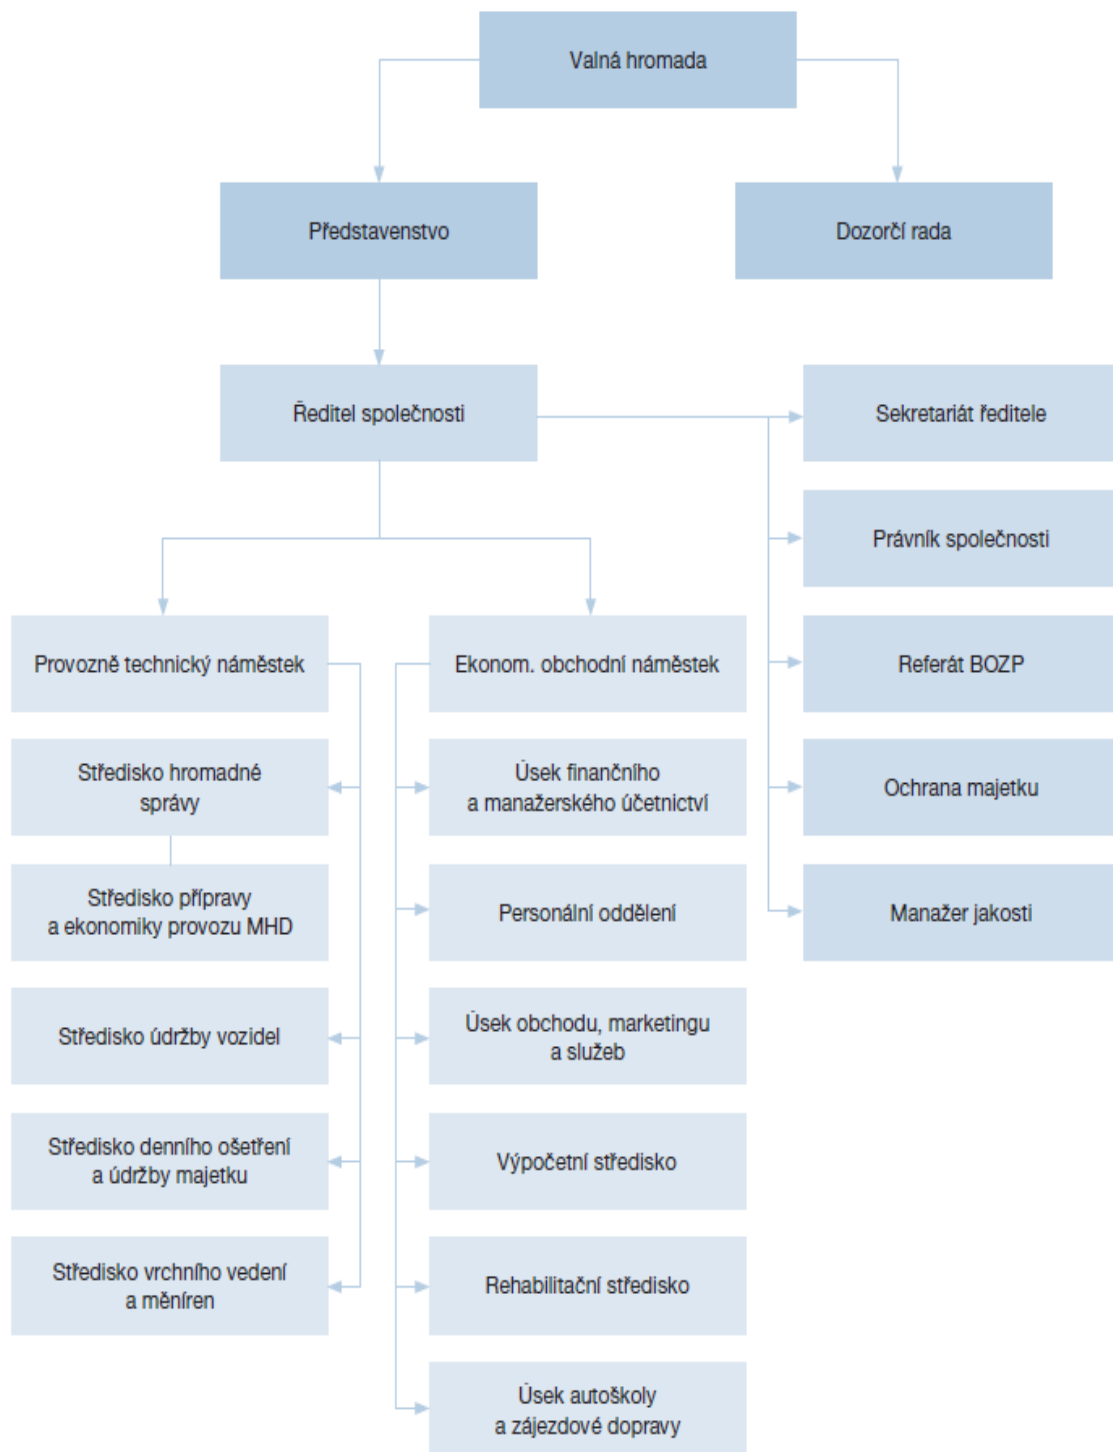 Valná hromada
Představenstvo
Dozorčí rada
Ředitel společnosti
Sekretariát ředitele
Právník společnosti
Referát BOZP
Ochrana majetku
Manažer jakosti
Provozně technický náměstek
Středisko hromadné
správy
Středisko přípravy
a ekonomiky provozu MHD
Středisko údržby vozidel
Středisko denního ošetření
a údržby majetku
Středisko vrchního vedení
a měníren
Ekonom. obchodní náměstek
Úsek finančního
a manažerského účetnictví
Personální oddělení
Úsek obchodu, marketingu
a služeb
Výpočetní středisko
Rehabilitační středisko
Úsek autoškoly
a zájezdové dopravy